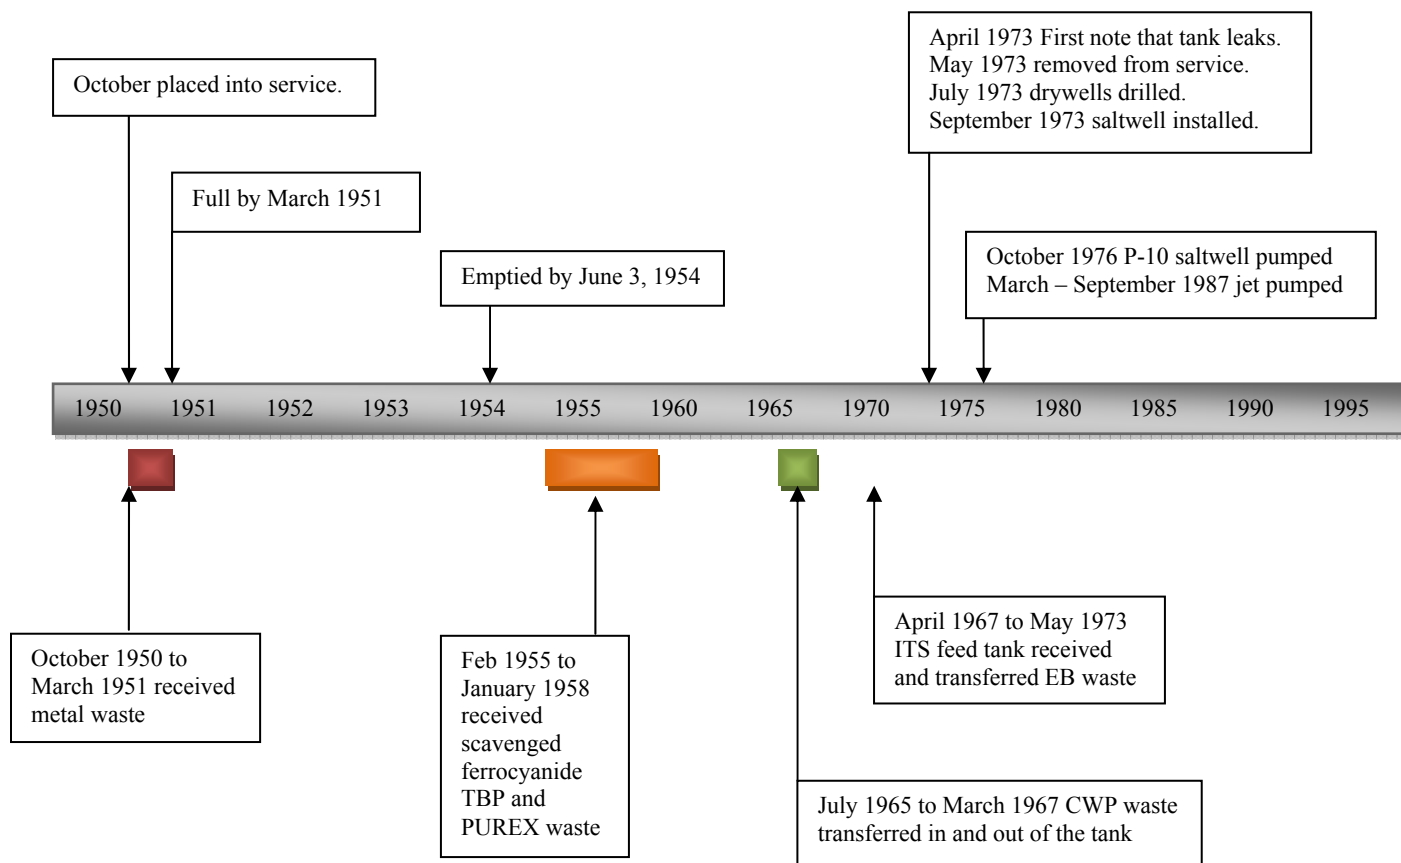 October placed into service.
April 1973 First note that tank leaks.
May 1973 removed from service.
July 1973 drywells drilled.
September 1973 saltwell installed.
Full by March 1951
Emptied by June 3, 1954
October 1976 P-10 saltwell pumped
March – September 1987 jet pumped
1950 1951 1952 1953 1954 1955 1960 1965 1970 1975 1980 1985 1990 1995
October 1950 to
March 1951 received
metal waste
Feb 1955 to
January 1958
received
scavenged
ferrocyanide
TBP and
PUREX waste
April 1967 to May 1973
ITS feed tank received
and transferred EB waste
July 1965 to March 1967 CWP waste
transferred in and out of the tank